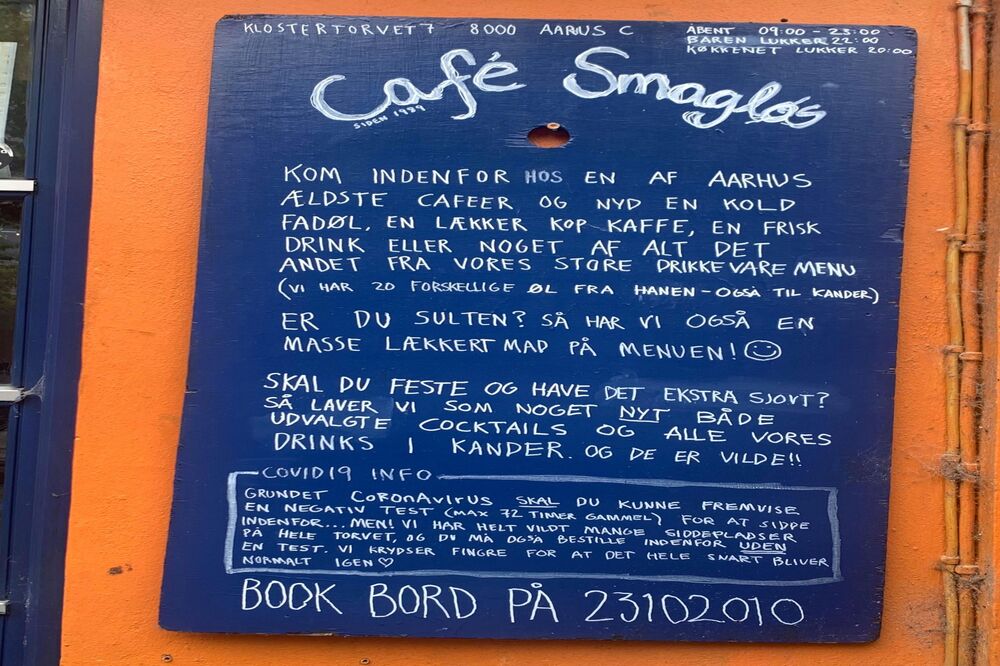 KLOSTERTORVET 7 8000 AARUS C
ÅBENT 09:00 - 23:00
BAREN LUKKER 22:00
KØKKENET LUKKER 20:00
Café Smagløs
SIDEN 1989
KOM INDENFOR HOS EN AF AARHUS
ÆLDSTE CAFEER OG NYD EN KOLD
FADØL, EN LÆKKER KOP KAFFE, EN FRISK
DRINK ELLER NOGET AF ALT DET
ANDET FRA VORES STORE DRIKKEVARE MENU
(VI HAR 20 FORSKELLIGE ØL FRA HANEN - OGSÅ TIL KANDER)
ER DU SULTEN? SÅ HAR VI OGSÅ EN
MASSE LÆKKERT MAD PÅ MENUEN! ☺
SKAL DU FESTE OG HAVE DET EKSTRA SJOVT?
SÅ LAVER VI SOM NOGET NYT BÅDE
UDVALGTE COCKTAILS OG ALLE VORES
DRINKS I KANDER. OG DE ER VILDE!!
COVID19 INFO
GRUNDET CORONAVIRUS SKAL DU KUNNE FREMVISE
EN NEGATIV TEST (MAX 72 TIMER GAMMEL) FOR AT SIDDE
INDENFOR... MEN! VI HAR HELT VILDT MANGE SIDDEPLADSER
PÅ HELE TORVET, OG DU MÅ OGSÅ BESTILLE INDENFOR UDEN
EN TEST. VI KRYDSER FINGRE FOR AT DET HELE SNART BLIVER
NORMALT IGEN ♡
BOOK BORD PÅ 23102010